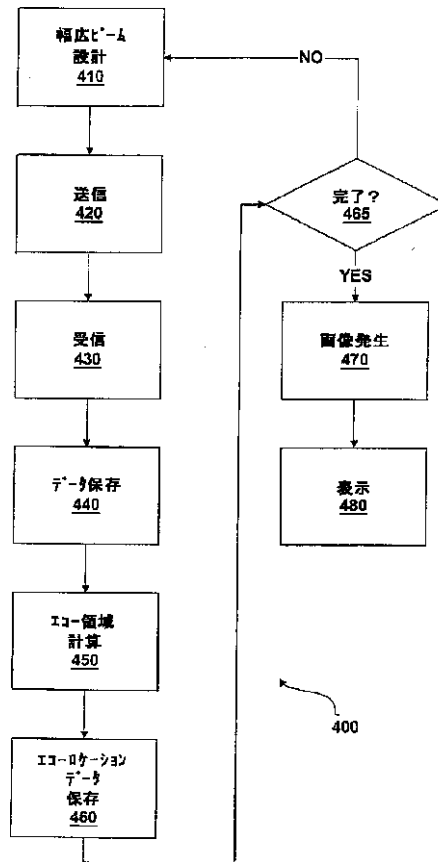 幅広ﾋﾞｰﾑ
設計
410
送信
420
受信
430
ﾃﾞｰﾀ保存
440
ｴｺｰ領域
計算
450
ｴｺｰﾛｹｰｼｮﾝ
ﾃﾞｰﾀ
保存
460
NO
完了？
465
YES
画像発生
470
表示
480
400